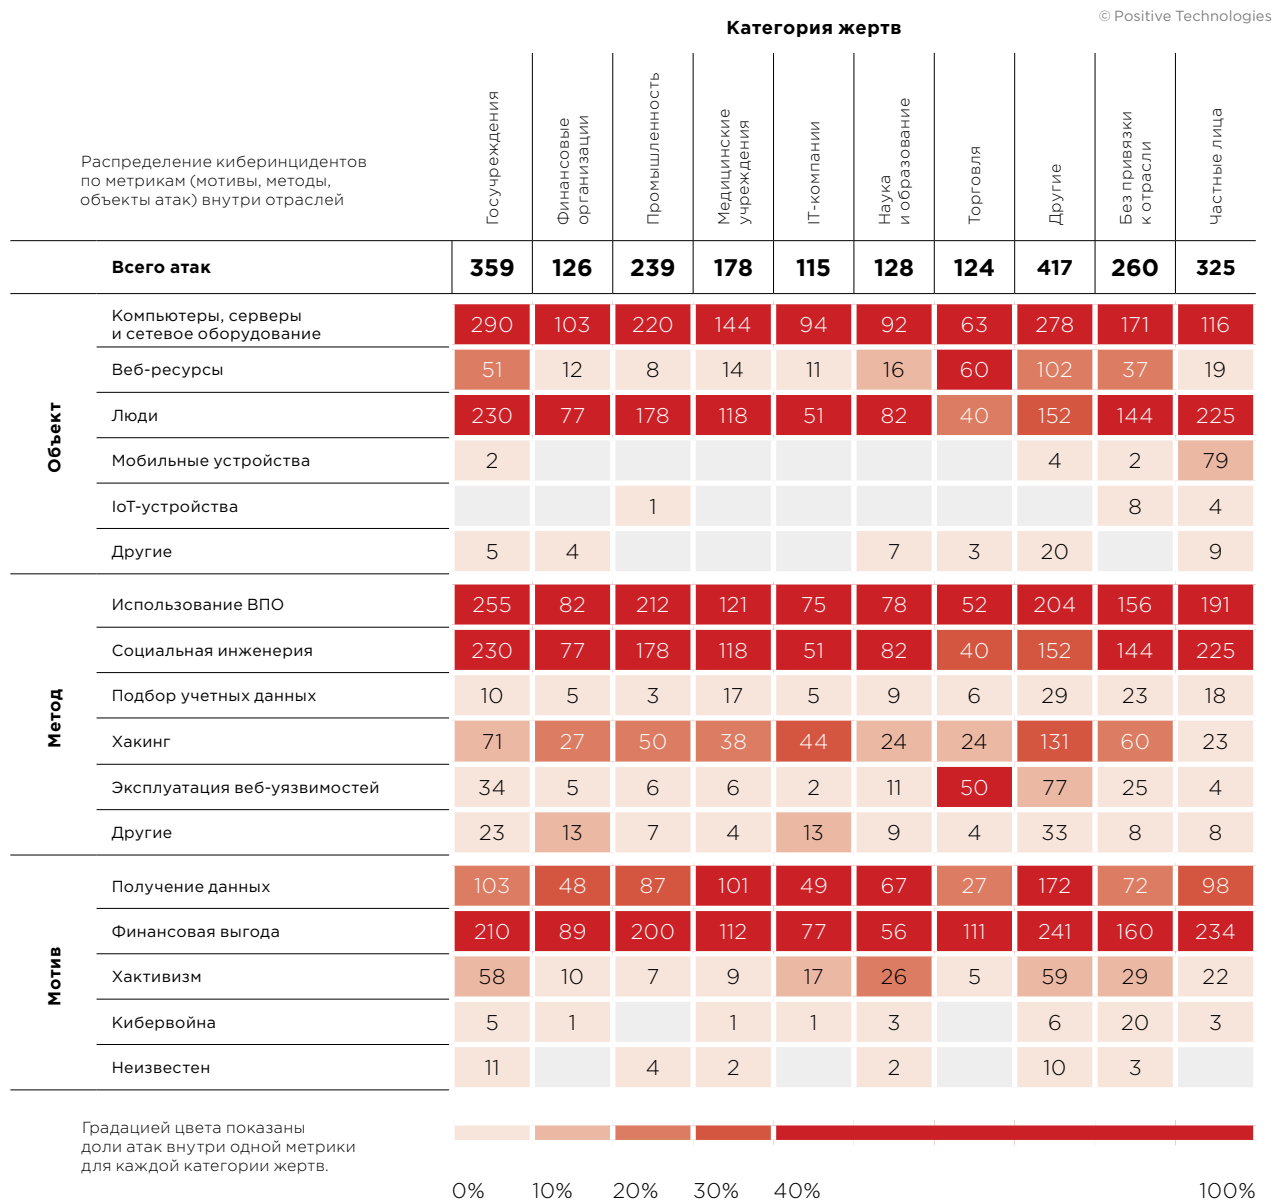 © Positive Technologies
Категория жертв
Распределение киберинцидентов
по метрикам (мотивы, методы,
объекты атак) внутри отраслей
Госучреждения
Финансовые
организации
Промышленность
Медицинские
учреждения
IT-компании
Наука
и образование
Торговля
Другие
Без привязки
к отрасли
Частные лица
Всего атак 359 126 239 178 115 128 124 417 260 325
Объект
Компьютеры, серверы
и сетевое оборудование 290 103 220 144 94 92 63 278 171 116
Веб-ресурсы 51 12 8 14 11 16 60 102 37 19
Люди 230 77 178 118 51 82 40 152 144 225
Мобильные устройства 2 4 2 79
IoT-устройства 1 8 4
Другие 5 4 7 3 20 9
Метод
Использование ВПО 255 82 212 121 75 78 52 204 156 191
Социальная инженерия 230 77 178 118 51 82 40 152 144 225
Подбор учетных данных 10 5 3 17 5 9 6 29 23 18
Хакинг 71 27 50 38 44 24 24 131 60 23
Эксплуатация веб-уязвимостей 34 5 6 6 2 11 50 77 25 4
Другие 23 13 7 4 13 9 4 33 8 8
Мотив
Получение данных 103 48 87 101 49 67 27 172 72 98
Финансовая выгода 210 89 200 112 77 56 111 241 160 234
Хактивизм 58 10 7 9 17 26 5 59 29 22
Кибервойна 5 1 1 1 3 6 20 3
Неизвестен 11 4 2 2 10 3
Градацией цвета показаны
доли атак внутри одной метрики
для каждой категории жертв.
0% 10% 20% 30% 40% 100%